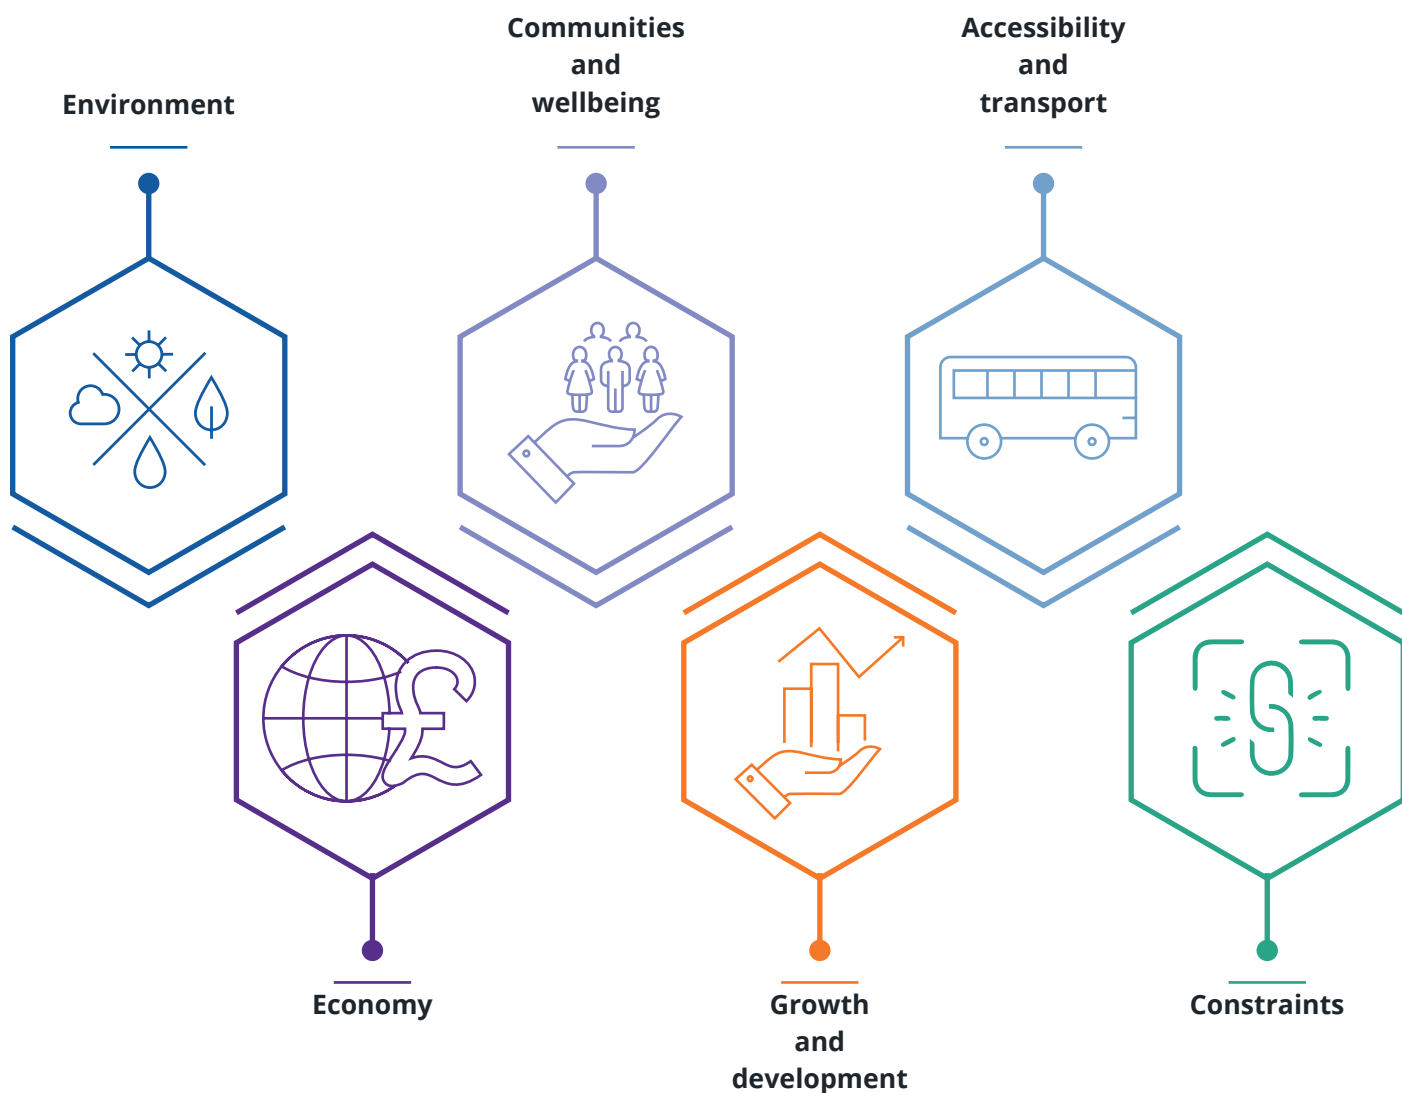 Environment
Communities
and
wellbeing
Accessibility
and
transport
Economy
Growth
and
development
Constraints